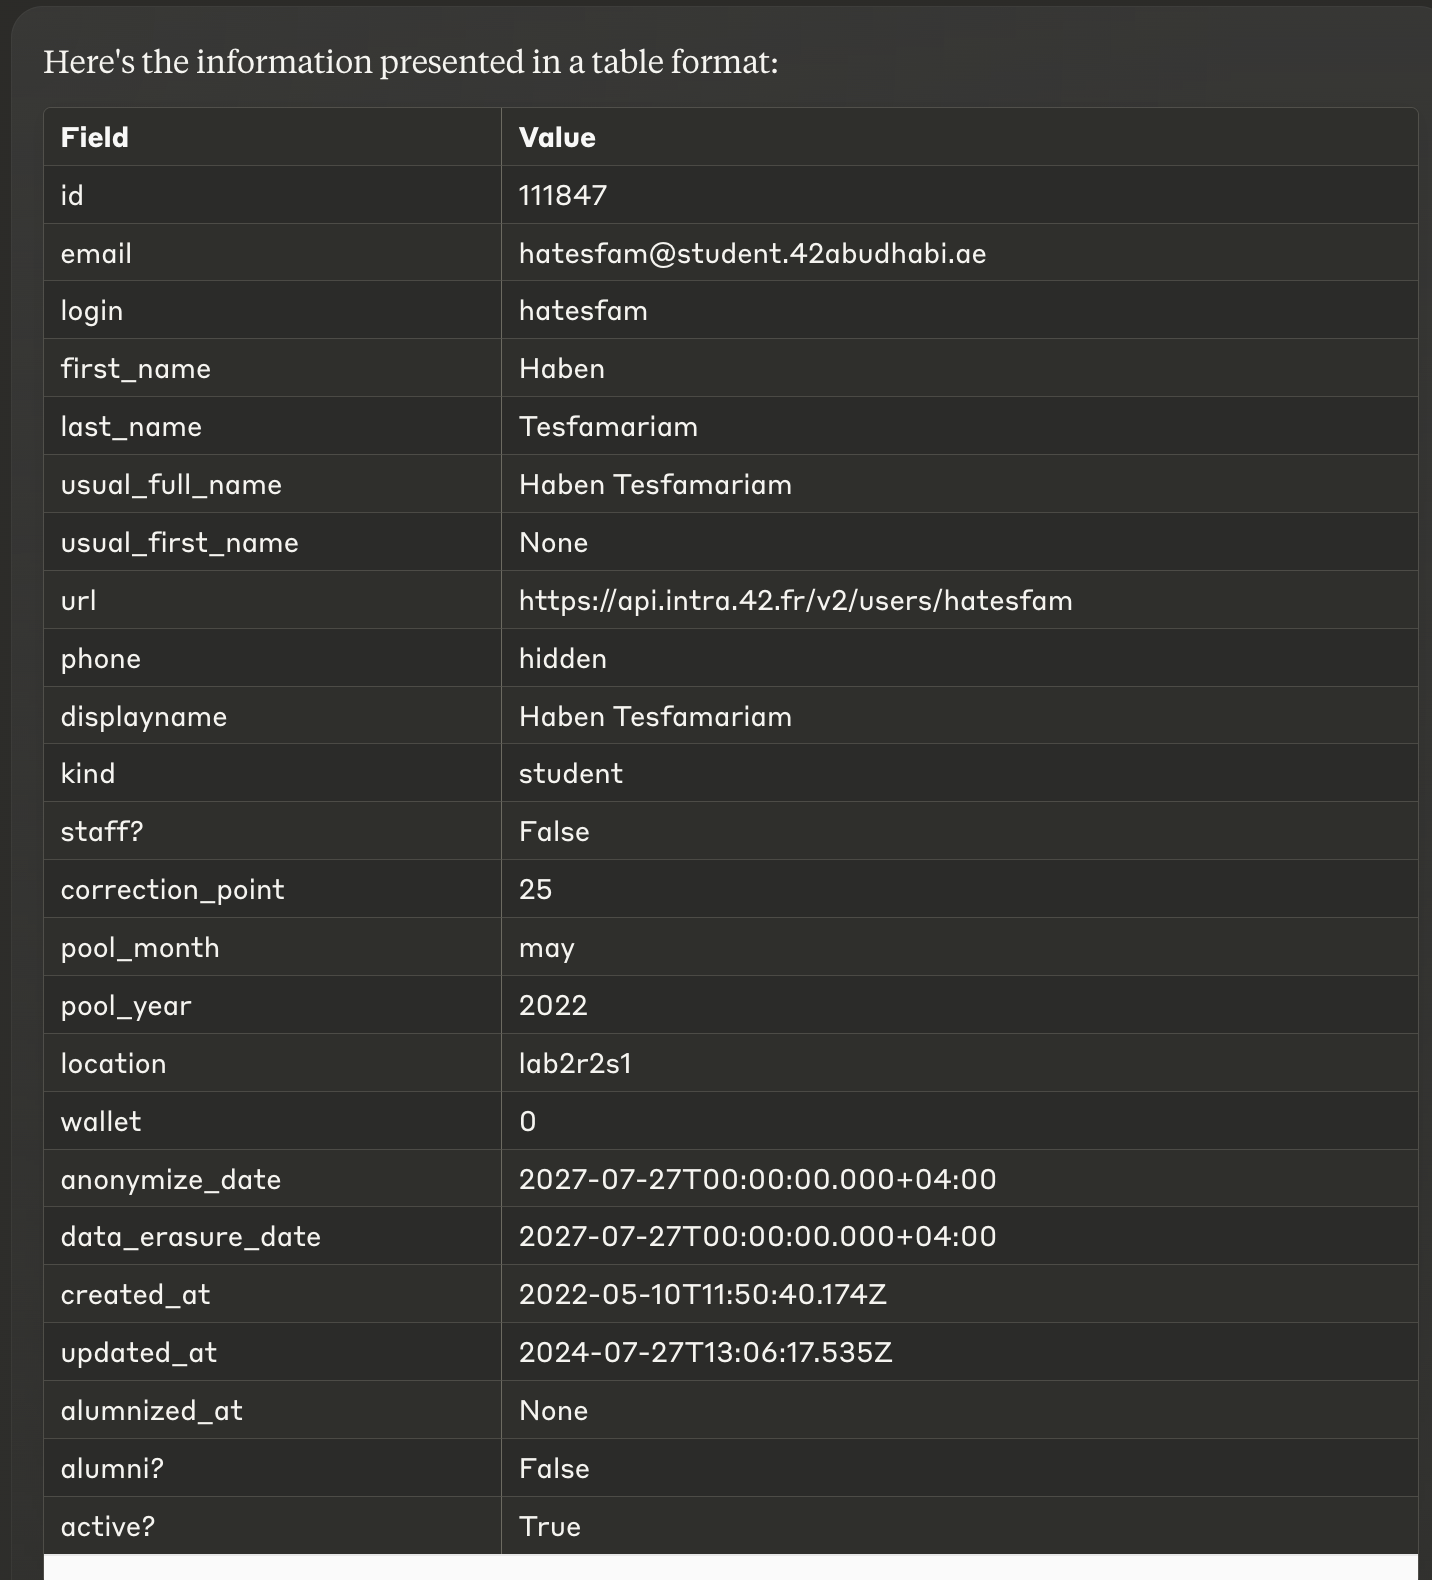 Here's the information presented in a table format:
Field Value
id 111847
email hatesfam@student.42abudhabi.ae
login hatesfam
first_name Haben
last_name Tesfamariam
usual_full_name Haben Tesfamariam
usual_first_name None
url https://api.intra.42.fr/v2/users/hatesfam
phone hidden
displayname Haben Tesfamariam
kind student
staff? False
correction_point 25
pool_month may
pool_year 2022
location lab2r2s1
wallet 0
anonymize_date 2027-07-27T00:00:00.000+04:00
data_erasure_date 2027-07-27T00:00:00.000+04:00
created_at 2022-05-10T11:50:40.174Z
updated_at 2024-07-27T13:06:17.535Z
alumnized_at None
alumni? False
active? True